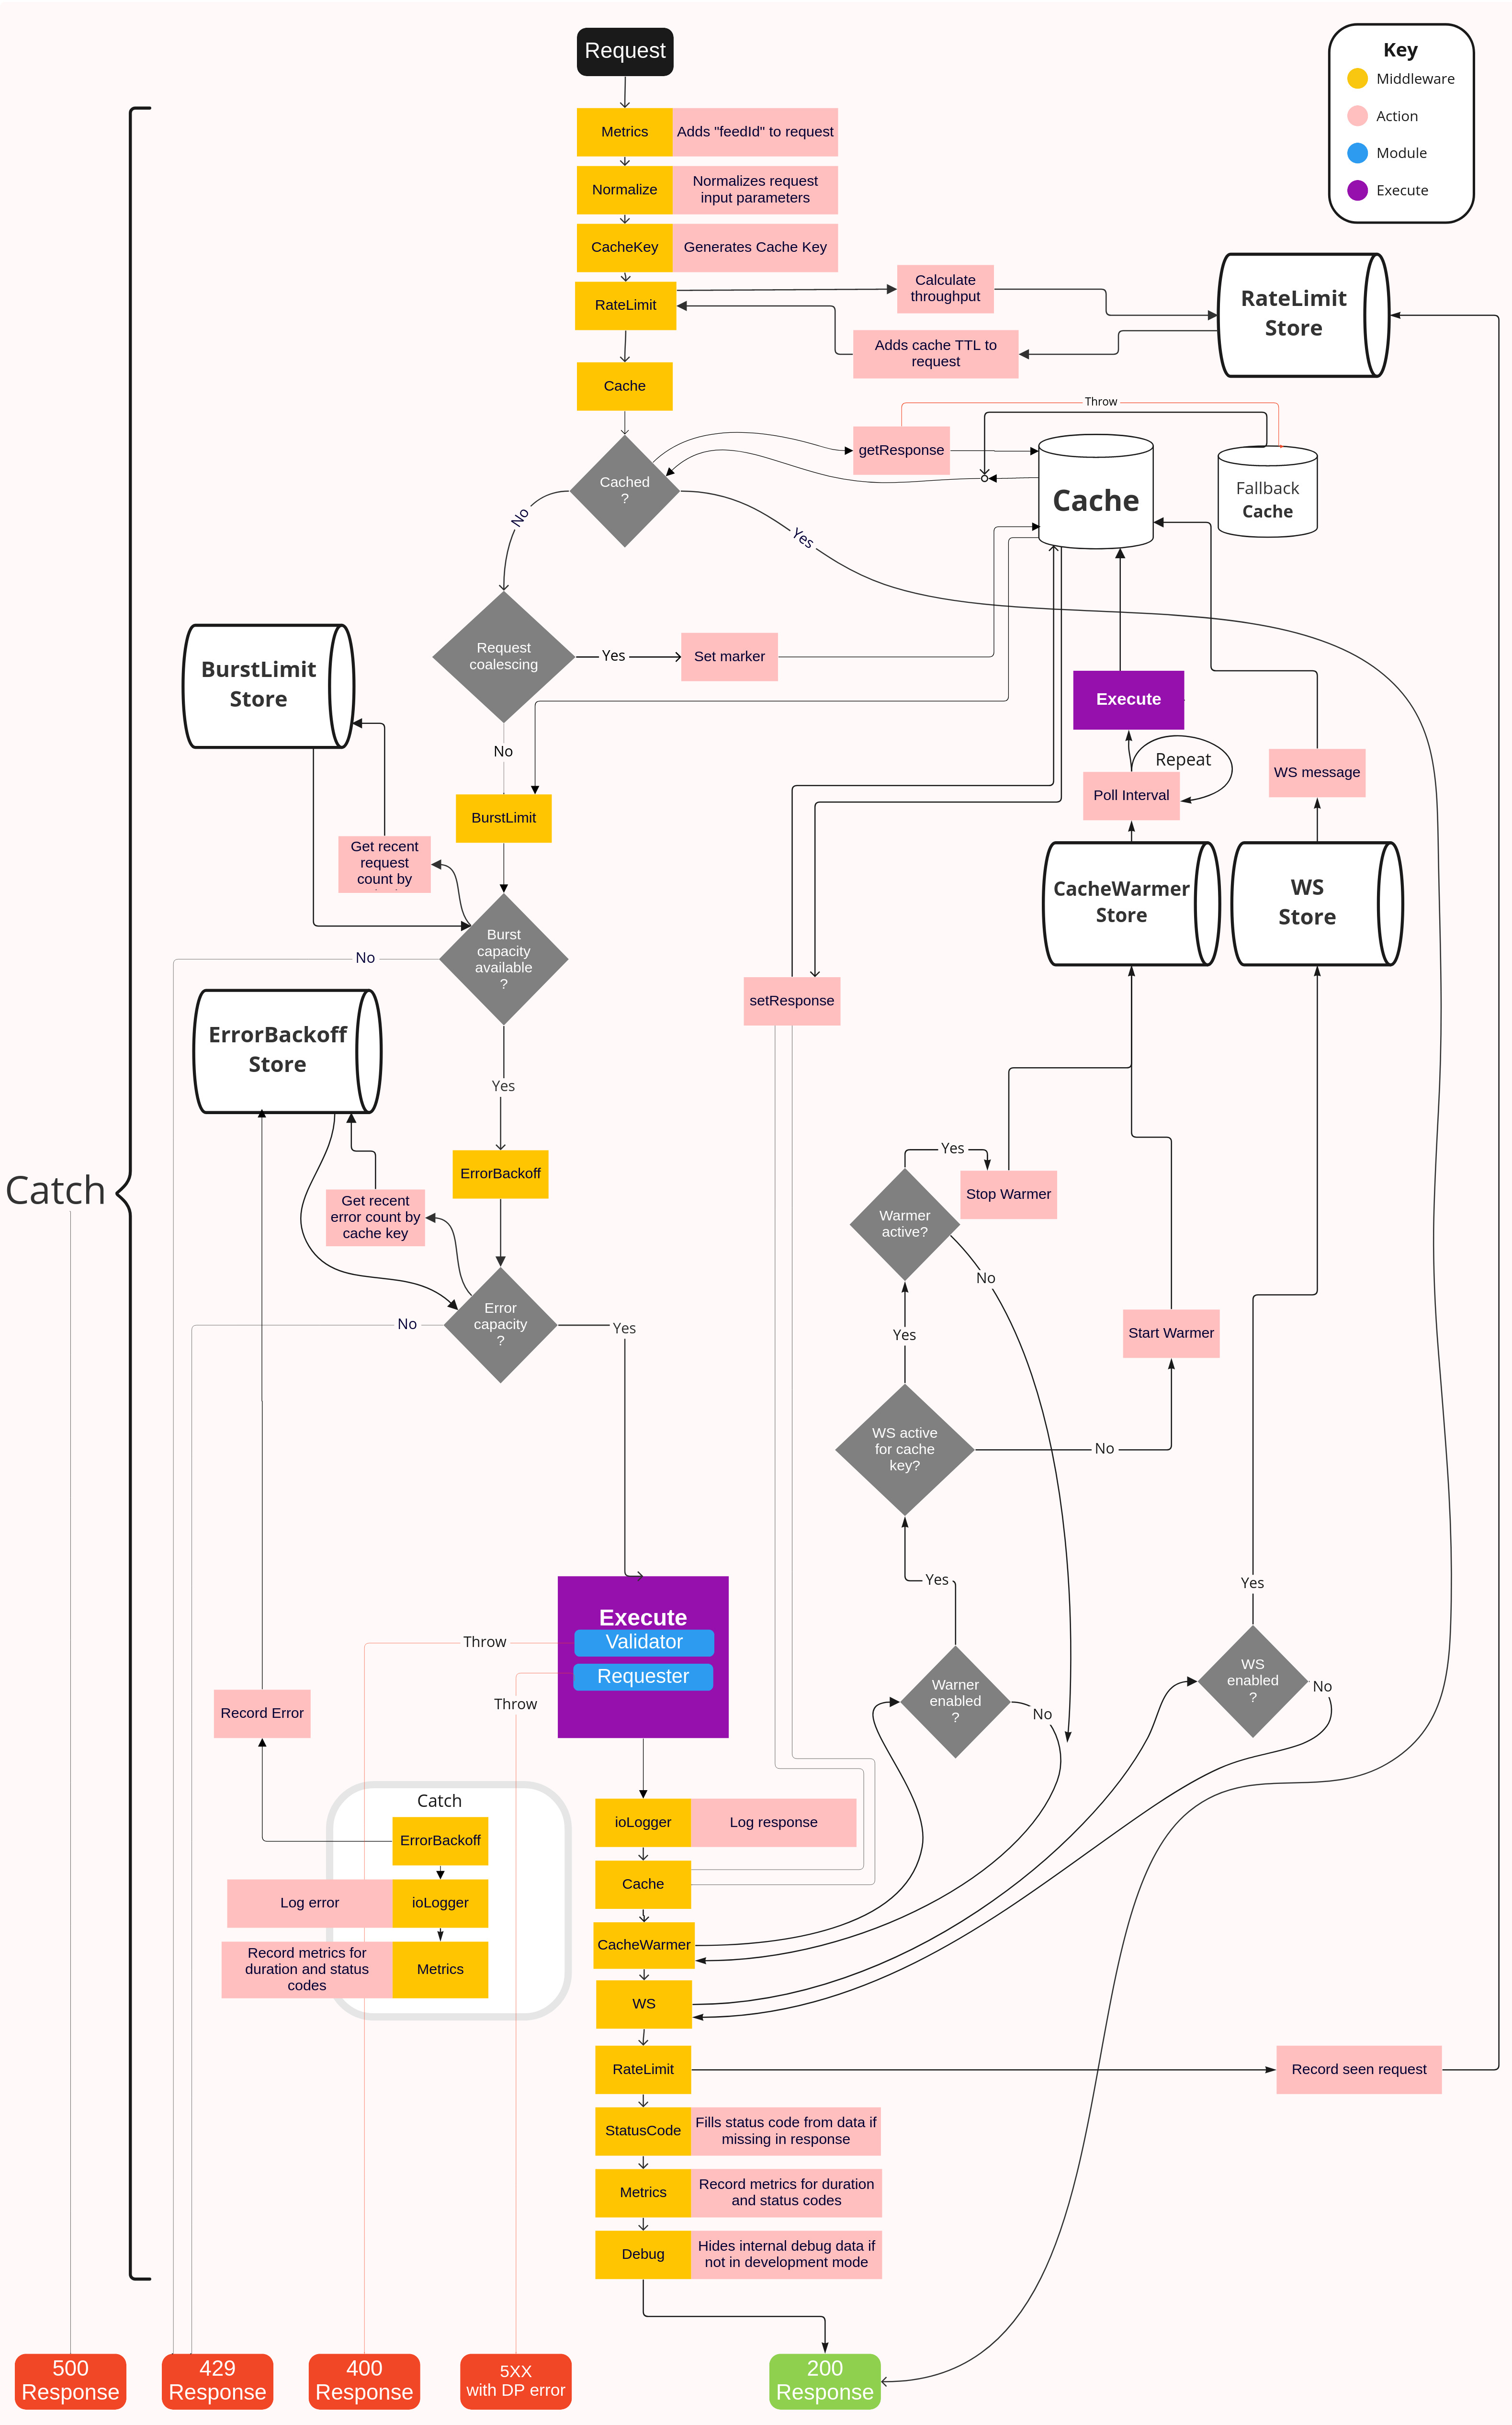 Request
Key
Middleware
Action
Module
Execute
Metrics
Adds "feedId" to request
Normalize
Normalizes request
input parameters
CacheKey
Generates Cache Key
RateLimit
Calculate
throughput
RateLimit
Store
Adds cache TTL to
request
Cache
Throw
getResponse
Cached
?
Cache
Fallback
Cache
No
Yes
Request
coalescing
Yes
Set marker
BurstLimit
Store
Execute
No
Repeat
WS message
Poll Interval
BurstLimit
Get recent
request
count by
CacheWarmer
Store
WS
Store
Burst
capacity
available
?
No
setResponse
ErrorBackoff
Store
Yes
ErrorBackoff
Yes
Stop Warmer
Catch
Get recent
error count by
cache key
Warmer
active?
No
Error
capacity
?
No
Yes
Yes
Start Warmer
WS active
for cache
key?
No
Yes
Yes
Execute
Validator
Requester
Throw
Throw
Warner
enabled
?
No
WS
enabled
?
No
Record Error
Catch
ErrorBackoff
Log error
ioLogger
Record metrics for
duration and status
codes
Metrics
ioLogger
Log response
Cache
CacheWarmer
WS
RateLimit
Record seen request
StatusCode
Fills status code from data if
missing in response
Metrics
Record metrics for duration
and status codes
Debug
Hides internal debug data if
not in development mode
500
Response
429
Response
400
Response
5XX
with DP error
200
Response